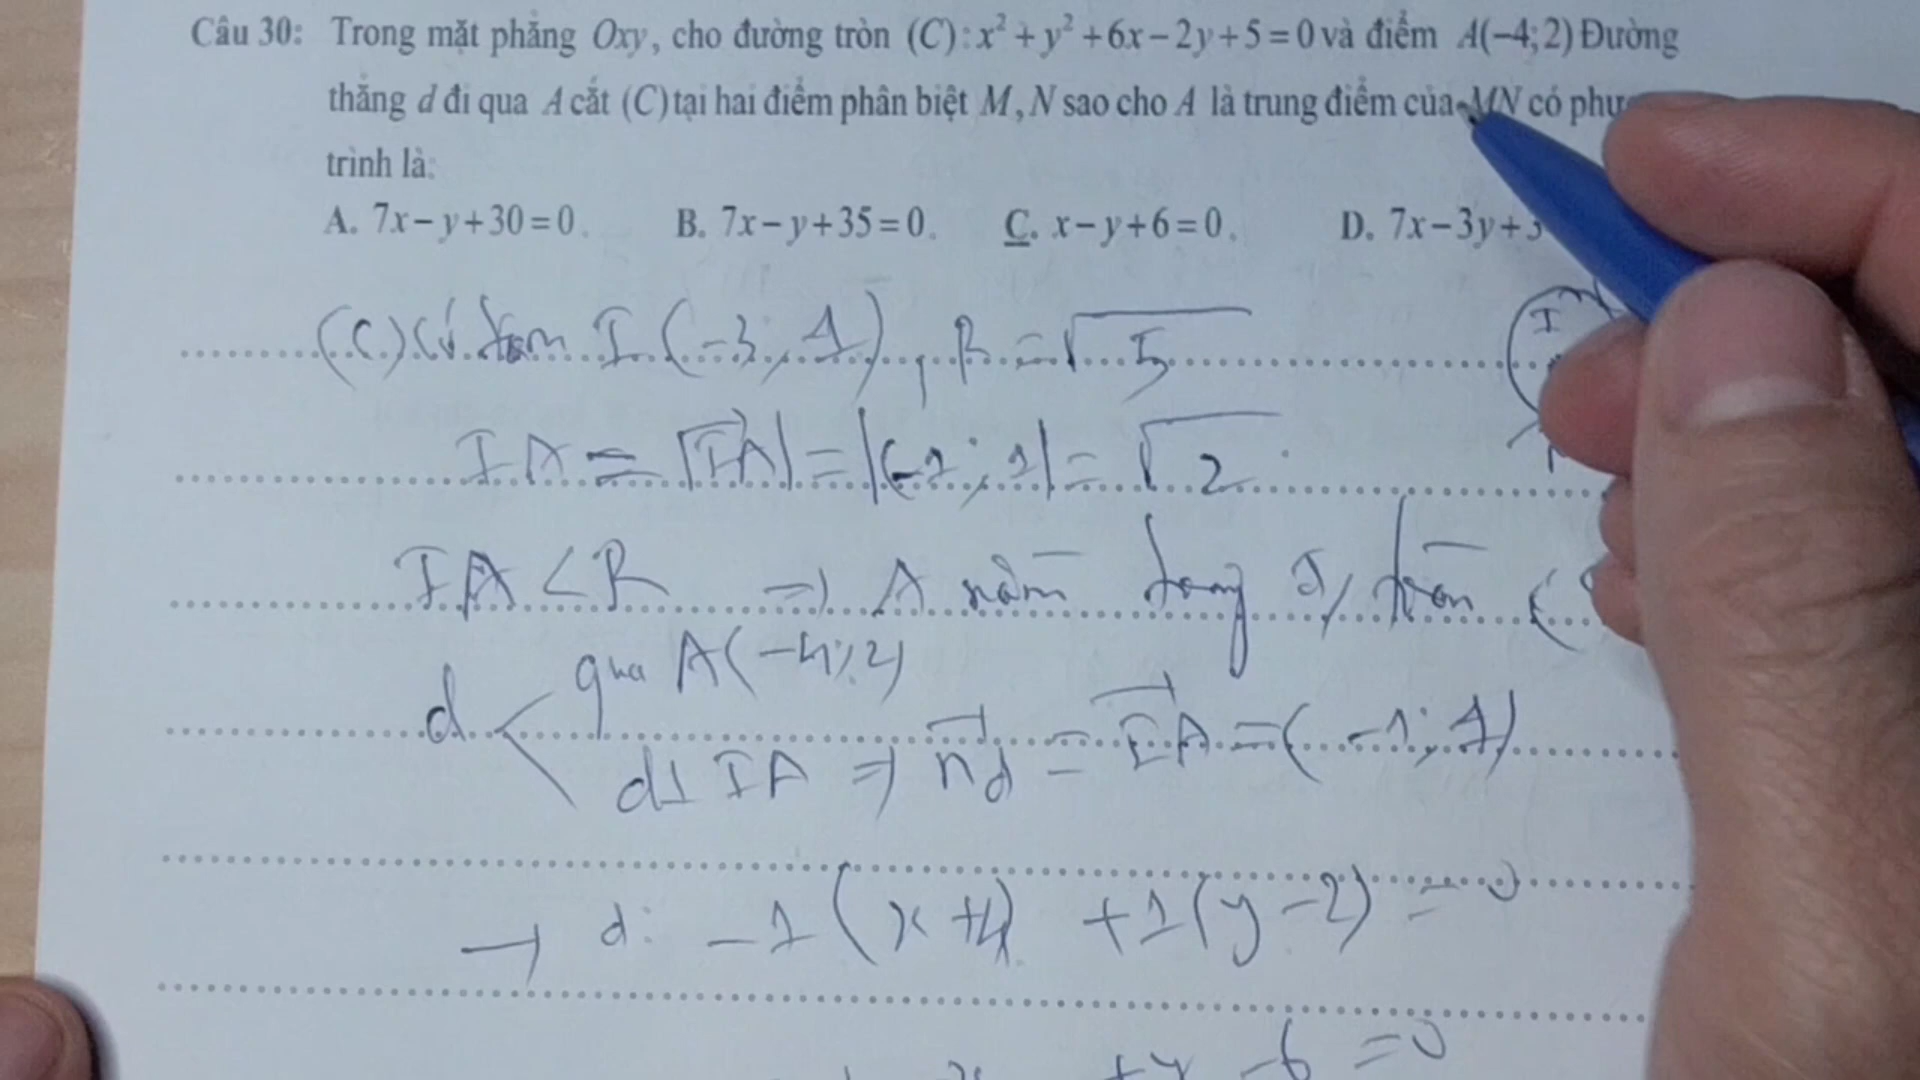 Câu 30: Trong mặt phẳng Oxy, cho đường tròn (C): x² + y² + 6x − 2y + 5 = 0 và điểm A(−4; 2) Đường
thẳng d đi qua A cắt (C) tại hai điểm phân biệt M, N sao cho A là trung điểm của MN có
trình là:
A. 7x − y + 30 = 0. B. 7x − y + 35 = 0. C. x − y + 6 = 0. D. 7x − 3y +
(C) có tâm I (−3; 1), R = √5
I
IA = |IA| = |(−1; 1| = √2
IA < R ⇒ A nằm trong đ/tròn (
d < qua A(−4; 2)
d ⊥ IA ⇒ n⃗d = I⃗A = (−1; 1)
→ d: −1(x+4) + 1(y−2) = 0
+y −6 = 0